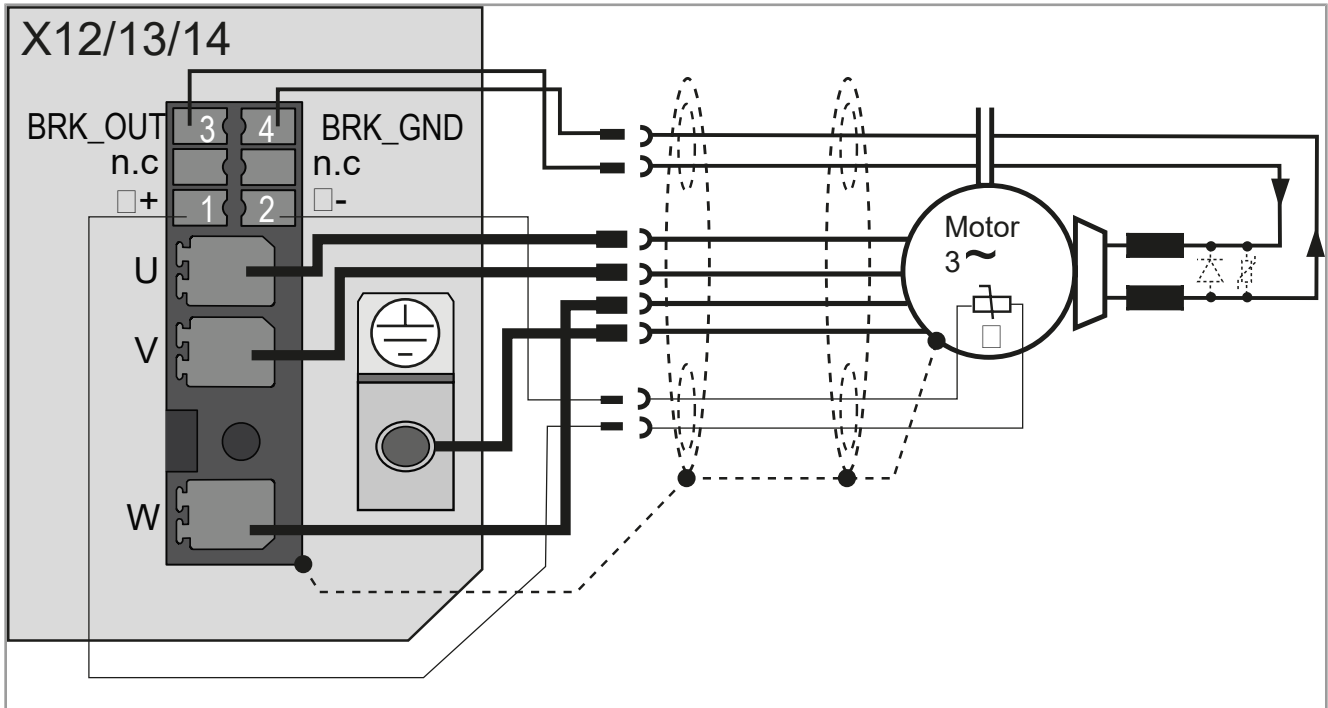 X12/13/14
BRK_OUT 3 4 BRK_GND
n.c n.c
□+ 1 2 □-
U
V
W
Motor
3~
□